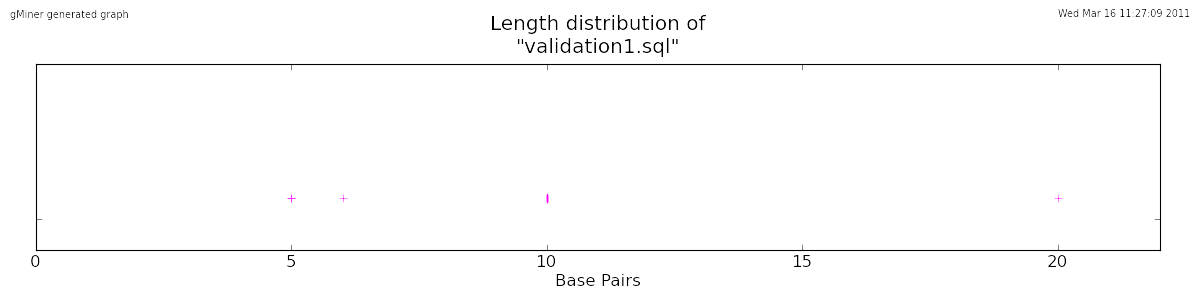 gMiner generated graph
Wed Mar 16 11:27:09 2011
Length distribution of
"validation1.sql"
0 5 10 15 20
Base Pairs